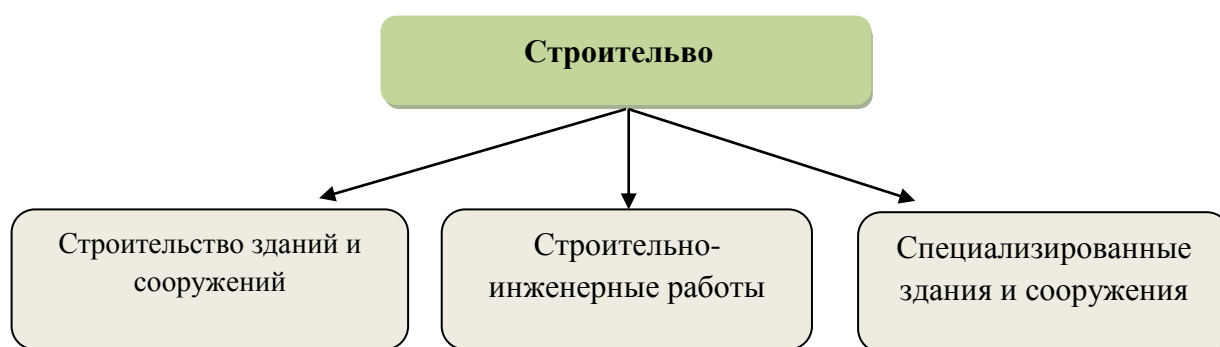 Строительво
Строительство зданий и
сооружений
Строительно-
инженерные работы
Специализированные
здания и сооружения